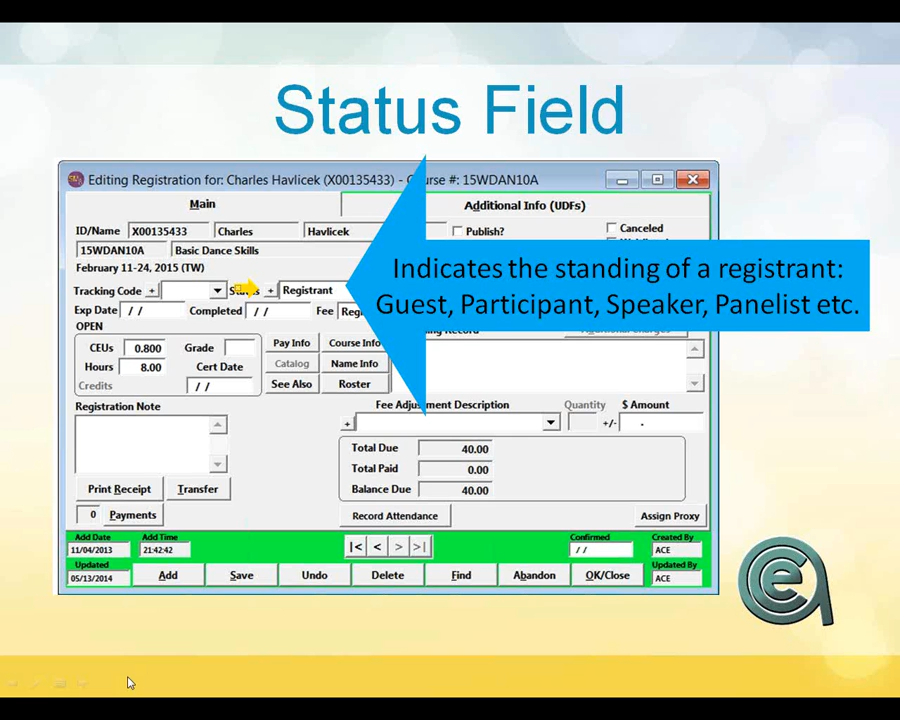 Status Field
Editing Registration for: Charles Havlicek (X00135433) - urse #: 15WDAN10A
Main
Additional Info (UDFs)
ID/Name X00135433 Charles Havlicek Publish? Canceled
15WDAN10A Basic Dance Skills
February 11-24, 2015 (TW)
Indicates the standing of a registrant:
Guest, Participant, Speaker, Panelist etc.
Tracking Code + + Registrant
Exp Date / / Completed / / Fee
OPEN
CEUs 0.800 Grade
Hours 8.00 Cert Date
Credits / /
Pay Info Course Info
Catalog Name Info
See Also Roster
Registration Note
Fee Adjustment Description Quantity $ Amount
+ +/- .
Total Due 40.00
Total Paid 0.00
Balance Due 40.00
Print Receipt Transfer
0 Payments
Record Attendance Assign Proxy
Add Date Add Time Confirmed Created By
11/04/2013 21:42:42 |< < > >| / / ACE
Updated Updated By
05/13/2014 Add Save Undo Delete Find Abandon OK/Close ACE